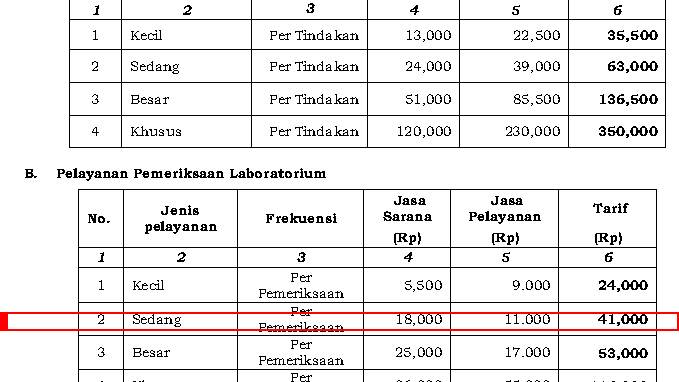 1 2 3 4 5 6
1 Kecil Per Tindakan 13,000 22,500 35,500
2 Sedang Per Tindakan 24,000 39,000 63,000
3 Besar Per Tindakan 51,000 85,500 136,500
4 Khusus Per Tindakan 120,000 230,000 350,000
B. Pelayanan Pemeriksaan Laboratorium
No. Jenis pelayanan Frekuensi Jasa Sarana (Rp) Jasa Pelayanan (Rp) Tarif (Rp)
1 2 3 4 5 6
1 Kecil Per Pemeriksaan 5,500 9.000 24,000
2 Sedang Per Pemeriksaan 18,000 11.000 41,000
3 Besar Per Pemeriksaan 25,000 17.000 53,000
Per